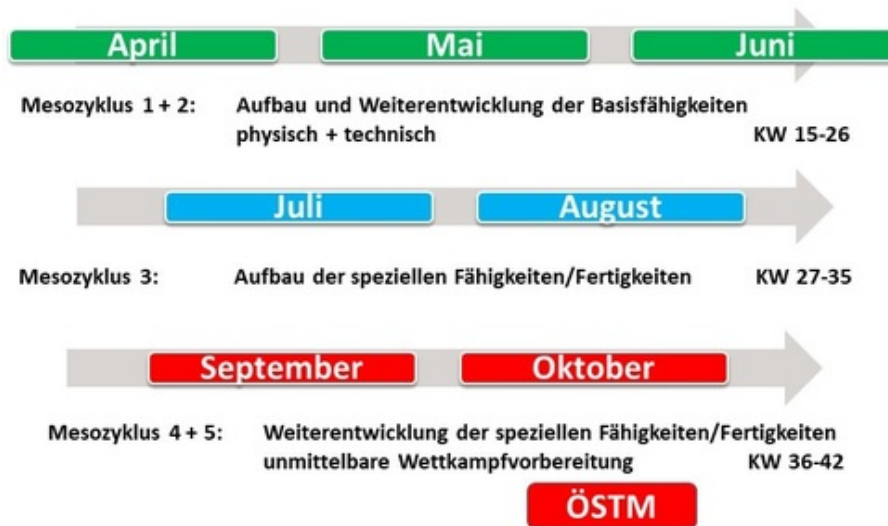 April Mai Juni
Mesozyklus 1 + 2: Aufbau und Weiterentwicklung der Basisfähigkeiten
physisch + technisch KW 15-26
Juli August
Mesozyklus 3: Aufbau der speziellen Fähigkeiten/Fertigkeiten KW 27-35
September Oktober
Mesozyklus 4 + 5: Weiterentwicklung der speziellen Fähigkeiten/Fertigkeiten
unmittelbare Wettkampfvorbereitung KW 36-42
ÖSTM